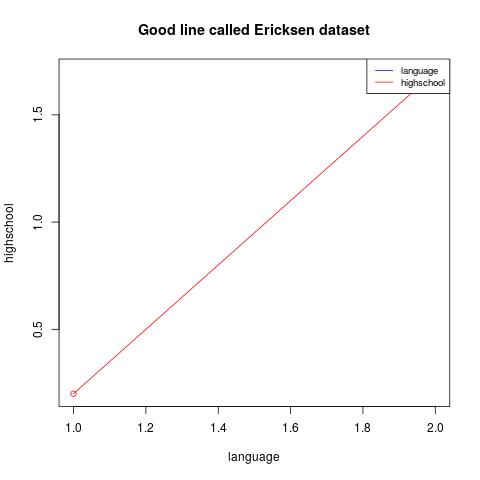 Good line called Ericksen dataset
language
highschool
highschool
1.5
1.0
0.5
1.0 1.2 1.4 1.6 1.8 2.0
language